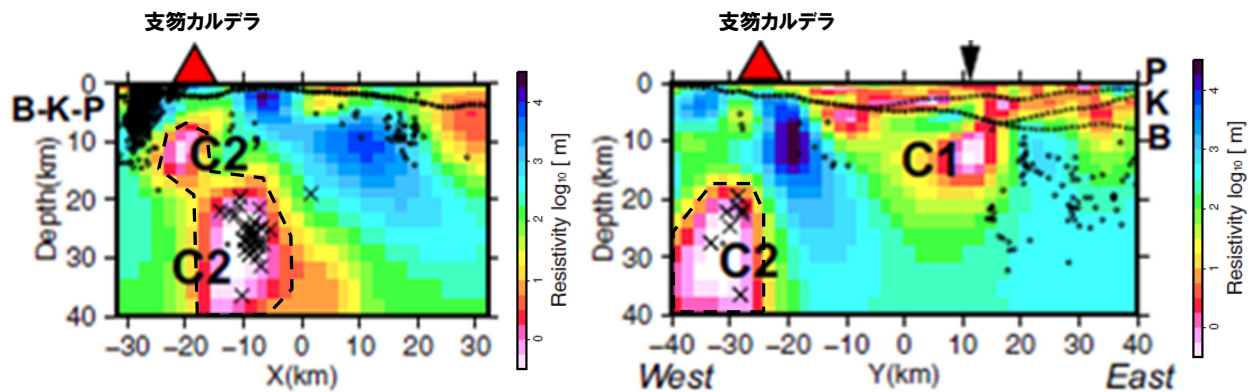 支笏カルデラ
支笏カルデラ
B-K-P
0
10
20
30
40
Depth(km)
C2'
C2
-30 -20 -10 0 10 20 30
X(km)
4
3
2
1
0
Resistivity log₁₀ [ m]
0
10
20
30
40
Depth(km)
C1
C2
P
K
B
-40 -30 -20 -10 0 10 20 30 40
West Y(km) East
4
3
2
1
0
Resistivity log₁₀ [ m]